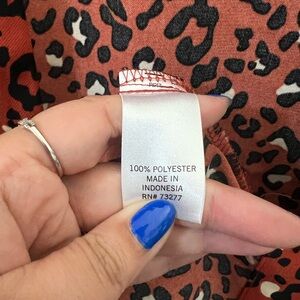 100% POLYESTER
MADE IN
INDONESIA
RN# 73277